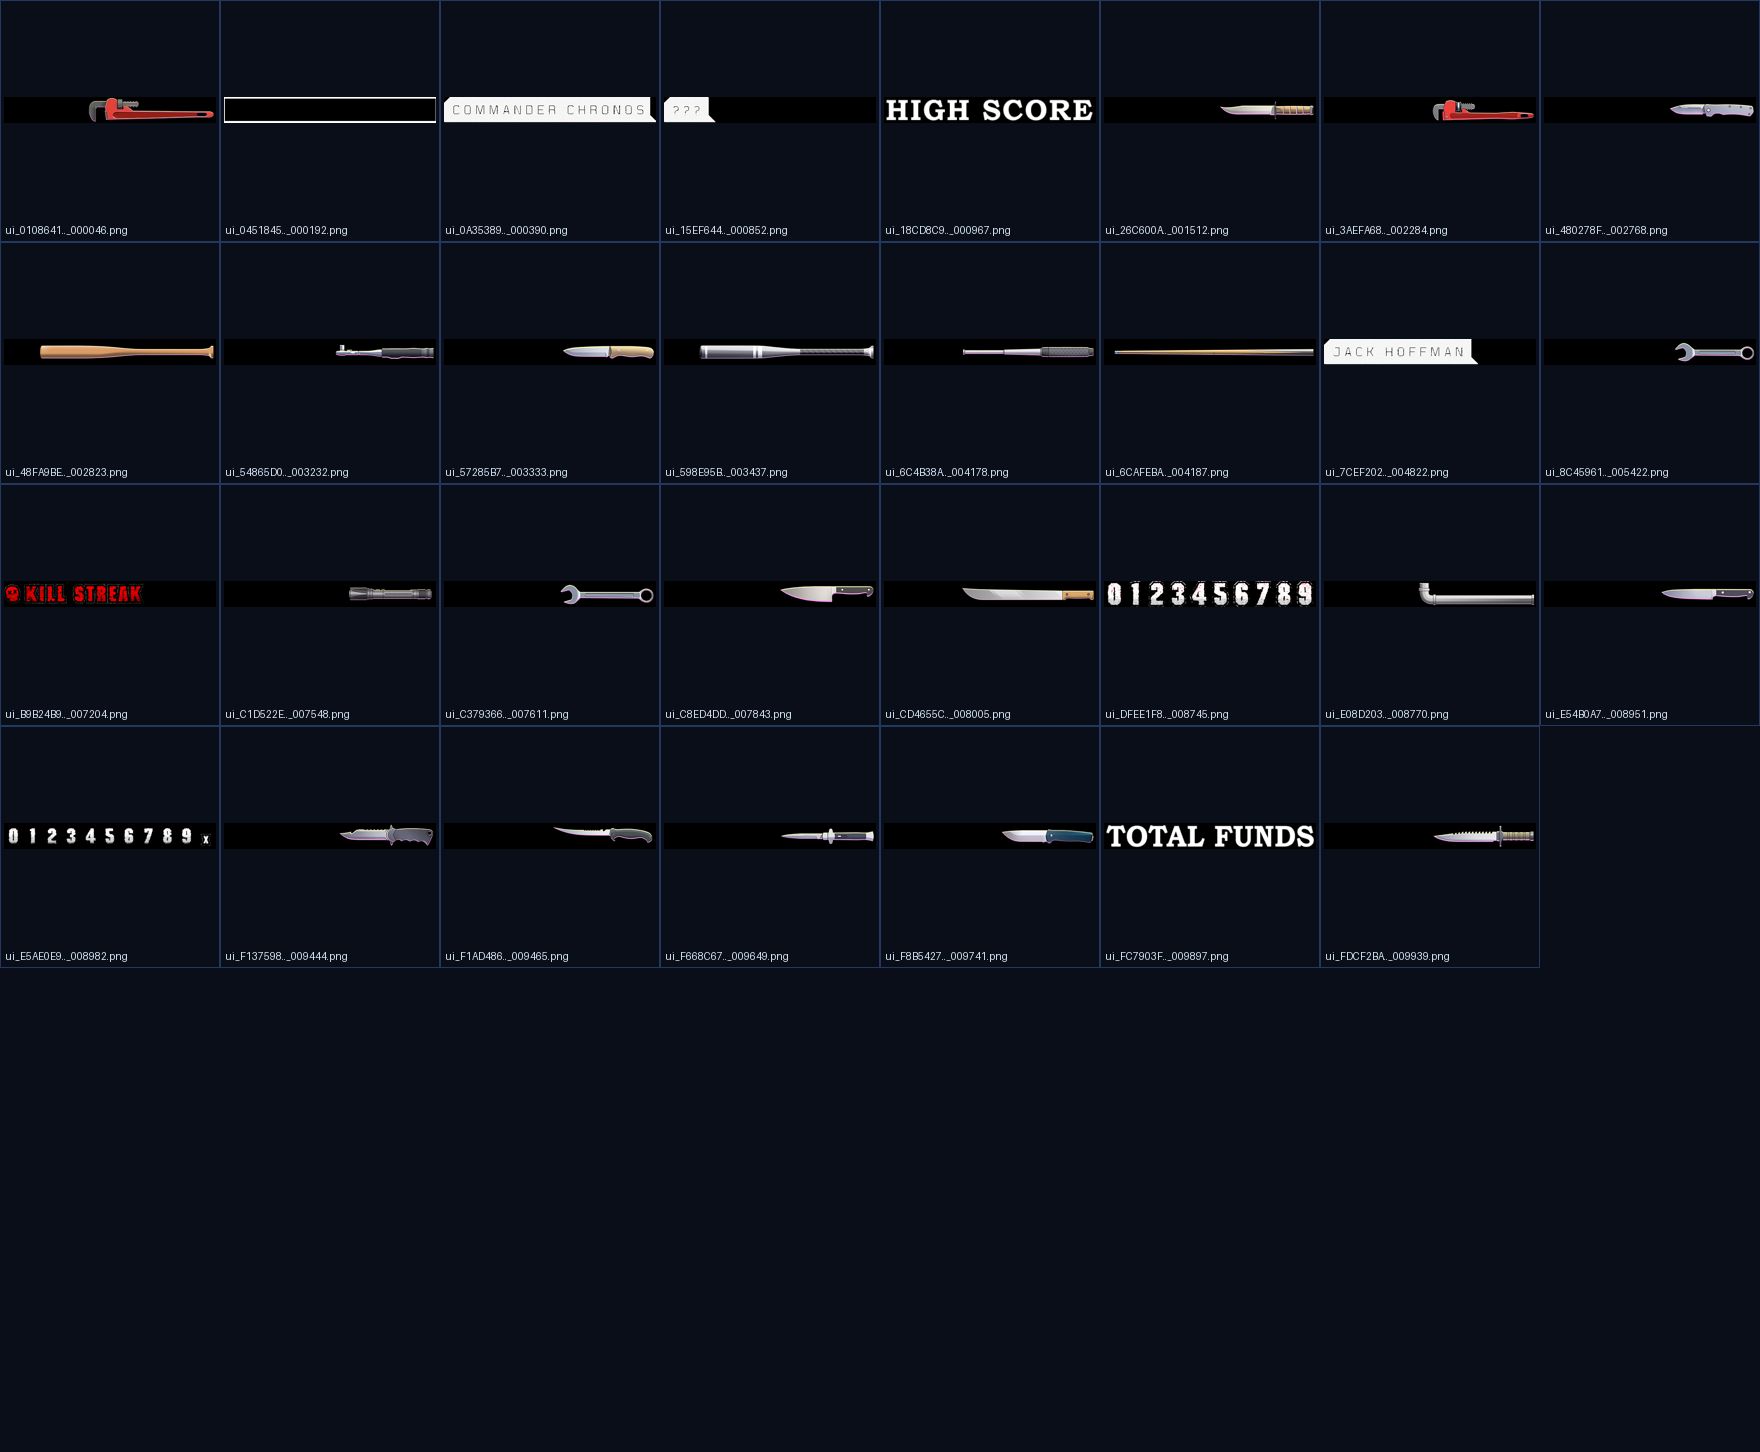 COMMANDER CHRONOS
???
HIGH SCORE
ui_0108641.._000046.png
ui_0451845.._000192.png
ui_0A35389.._000390.png
ui_15EF644.._000852.png
ui_18CD8C9.._000967.png
ui_26C600A.._001512.png
ui_3AEFA68.._002284.png
ui_480278F.._002768.png
JACK HOFFMAN
ui_48FA9BE.._002823.png
ui_54865D0.._003232.png
ui_57285B7.._003333.png
ui_598E95B.._003437.png
ui_6C4B38A.._004178.png
ui_6CAFEBA.._004187.png
ui_7CEF202.._004822.png
ui_8C45961.._005422.png
KILL STREAK
0 1 2 3 4 5 6 7 8 9
ui_B9B24B9.._007204.png
ui_C1D522E.._007548.png
ui_C379366.._007611.png
ui_C8ED4DD.._007843.png
ui_CD4655C.._008005.png
ui_DFEE1F8.._008745.png
ui_E08D203.._008770.png
ui_E54B0A7.._008951.png
0 1 2 3 4 5 6 7 8 9 x
TOTAL FUNDS
ui_E5AE0E9.._008982.png
ui_F137598.._009444.png
ui_F1AD486.._009465.png
ui_F668C67.._009649.png
ui_F8B5427.._009741.png
ui_FC7903F.._009897.png
ui_FDCF2BA.._009939.png